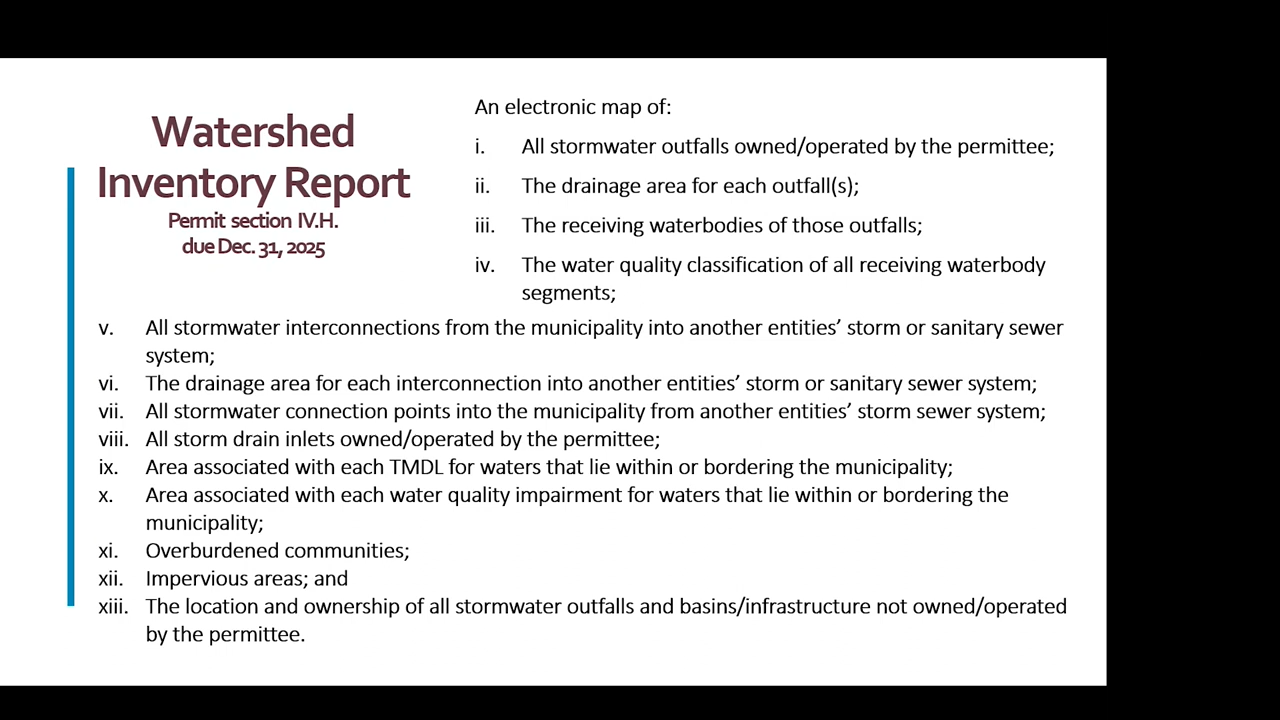 Watershed
Inventory Report
Permit section IV.H.
due Dec. 31, 2025
An electronic map of:
i. All stormwater outfalls owned/operated by the permittee;
ii. The drainage area for each outfall(s);
iii. The receiving waterbodies of those outfalls;
iv. The water quality classification of all receiving waterbody
segments;
v. All stormwater interconnections from the municipality into another entities’ storm or sanitary sewer
system;
vi. The drainage area for each interconnection into another entities’ storm or sanitary sewer system;
vii. All stormwater connection points into the municipality from another entities’ storm sewer system;
viii. All storm drain inlets owned/operated by the permittee;
ix. Area associated with each TMDL for waters that lie within or bordering the municipality;
x. Area associated with each water quality impairment for waters that lie within or bordering the
municipality;
xi. Overburdened communities;
xii. Impervious areas; and
xiii. The location and ownership of all stormwater outfalls and basins/infrastructure not owned/operated
by the permittee.